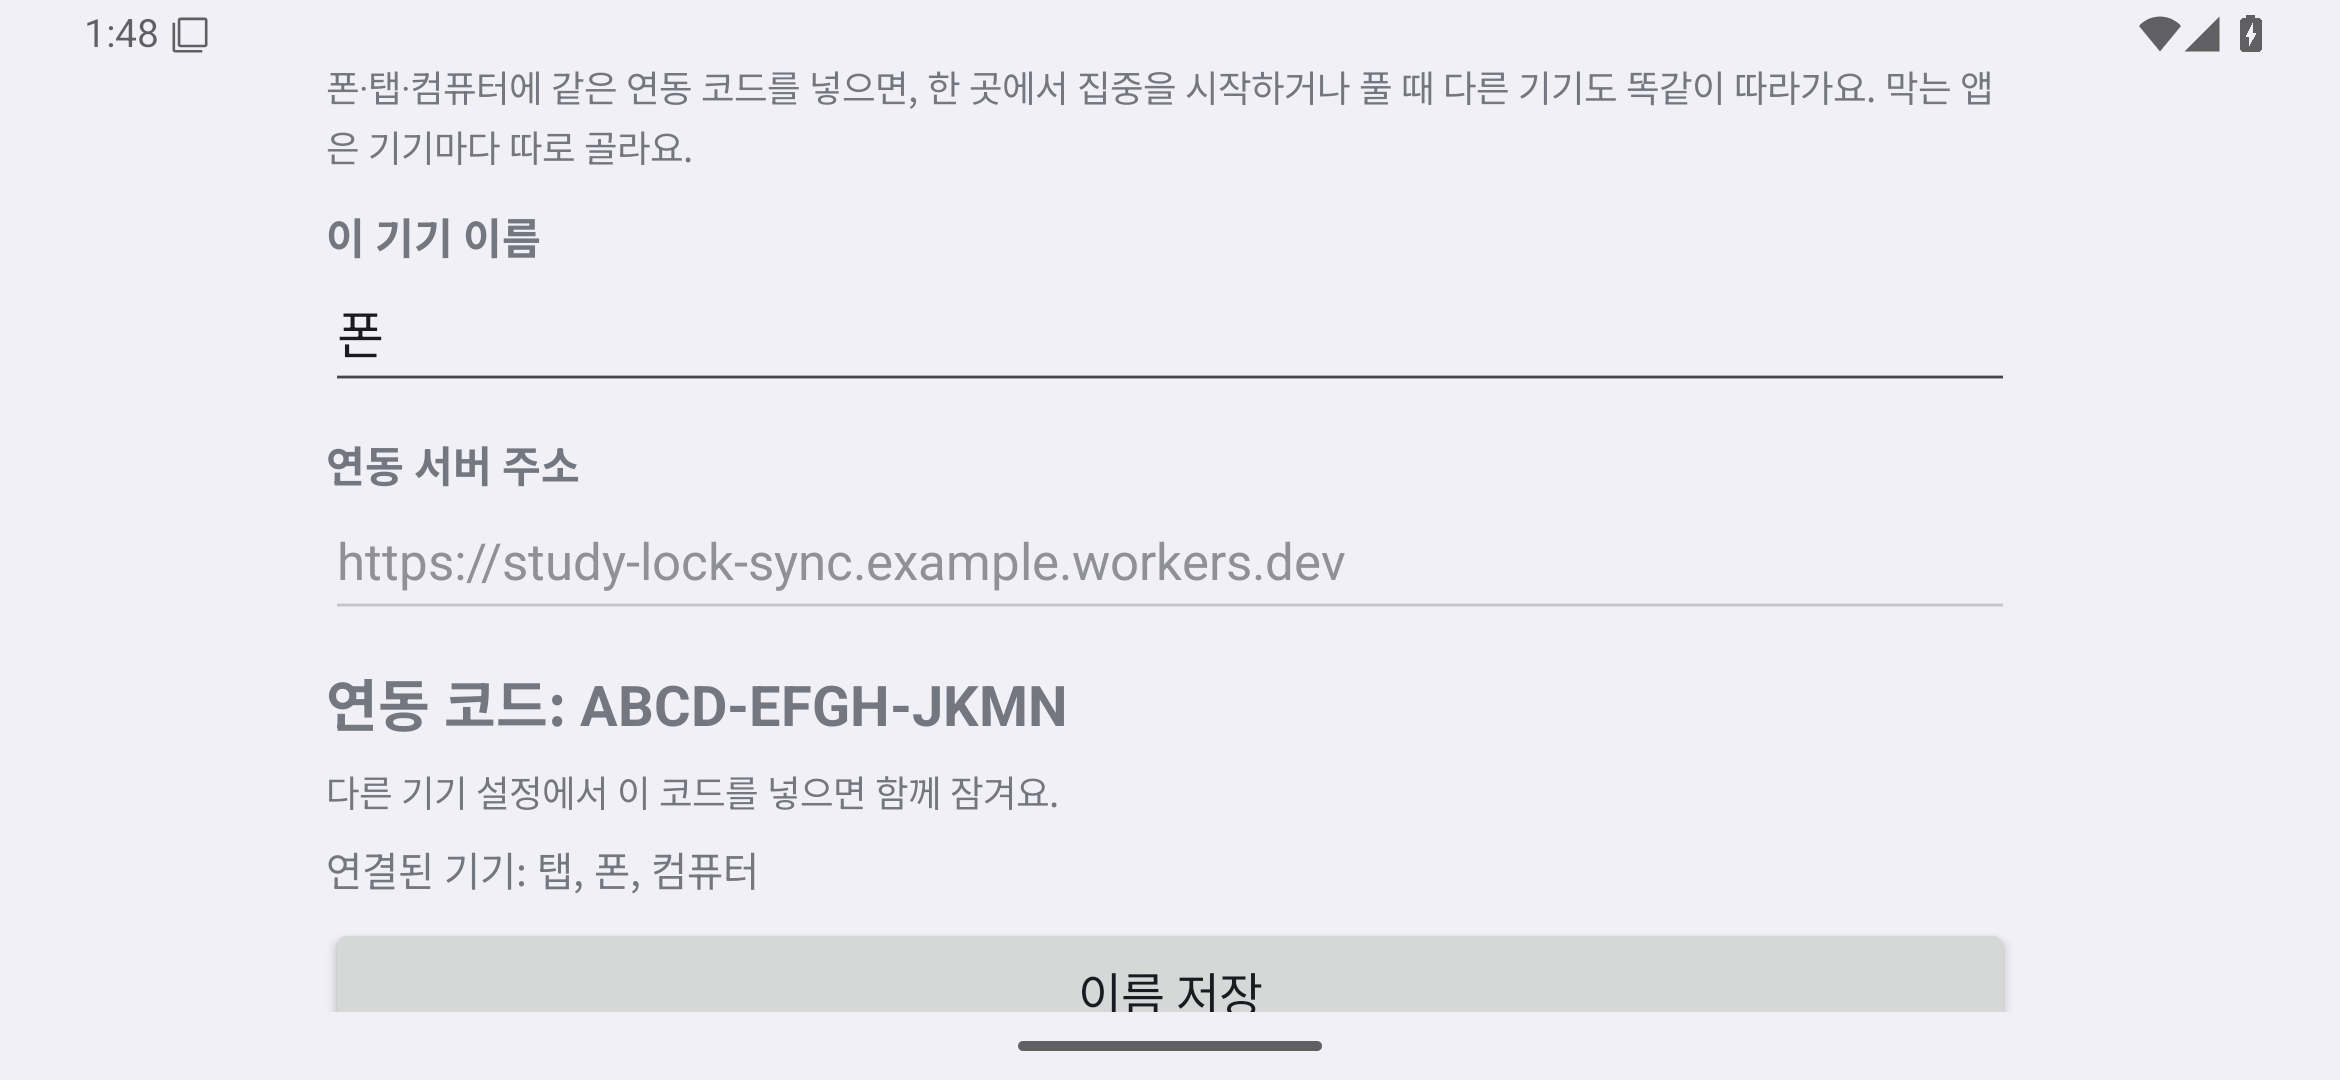 1:48
폰·탭·컴퓨터에 같은 연동 코드를 넣으면, 한 곳에서 집중을 시작하거나 풀 때 다른 기기도 똑같이 따라가요. 막는 앱
은 기기마다 따로 골라요.
이 기기 이름
폰
연동 서버 주소
https://study-lock-sync.example.workers.dev
연동 코드: ABCD-EFGH-JKMN
다른 기기 설정에서 이 코드를 넣으면 함께 잠겨요.
연결된 기기: 탭, 폰, 컴퓨터
이름 저장